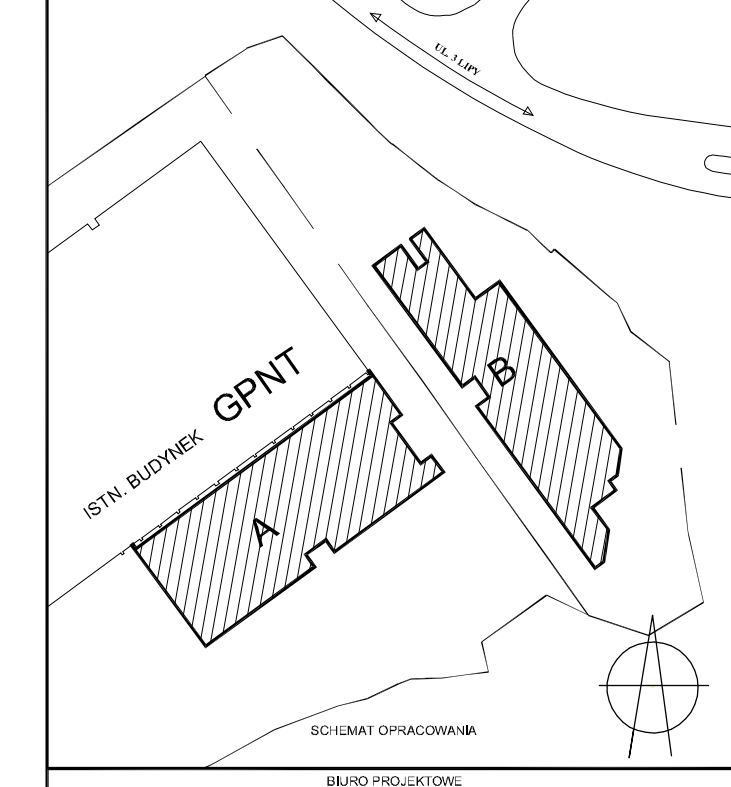 UL. 3 LIPY
B
GPNT
ISTN. BUDYNEK
A
SCHEMAT OPRACOWANIA
BIURO PROJEKTOWE